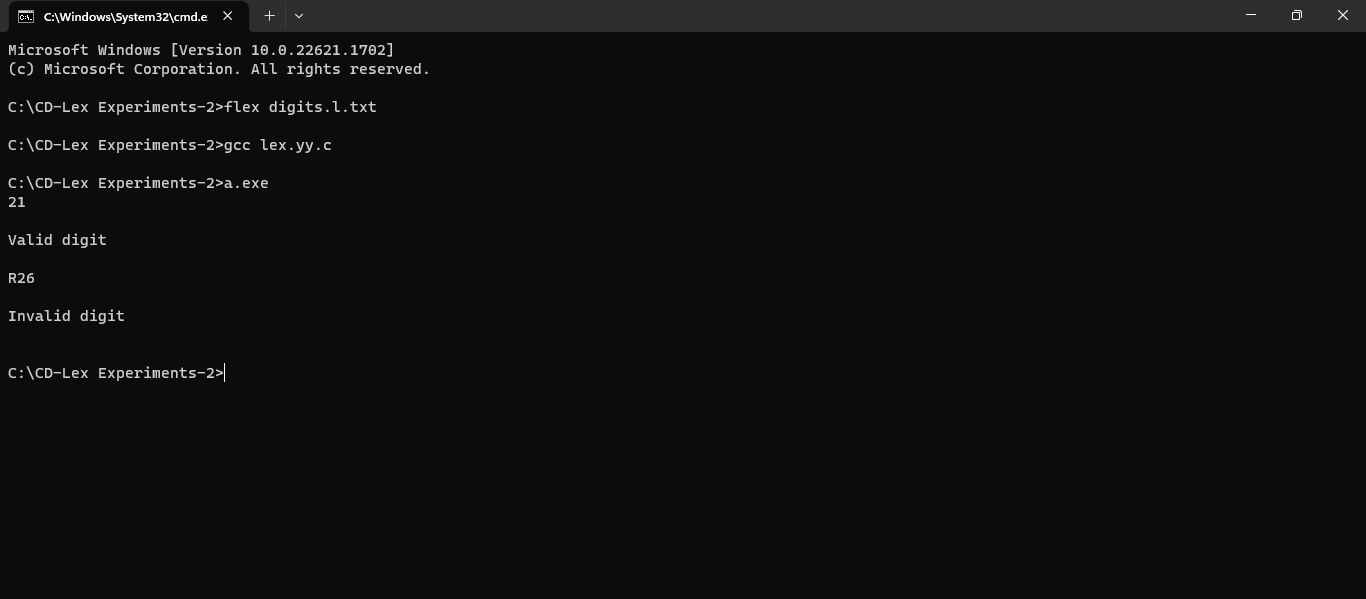 C:\Windows\System32\cmd.e
Microsoft Windows [Version 10.0.22621.1702]
(c) Microsoft Corporation. All rights reserved.
C:\CD-Lex Experiments-2>flex digits.l.txt
C:\CD-Lex Experiments-2>gcc lex.yy.c
C:\CD-Lex Experiments-2>a.exe
21
Valid digit
R26
Invalid digit
C:\CD-Lex Experiments-2>